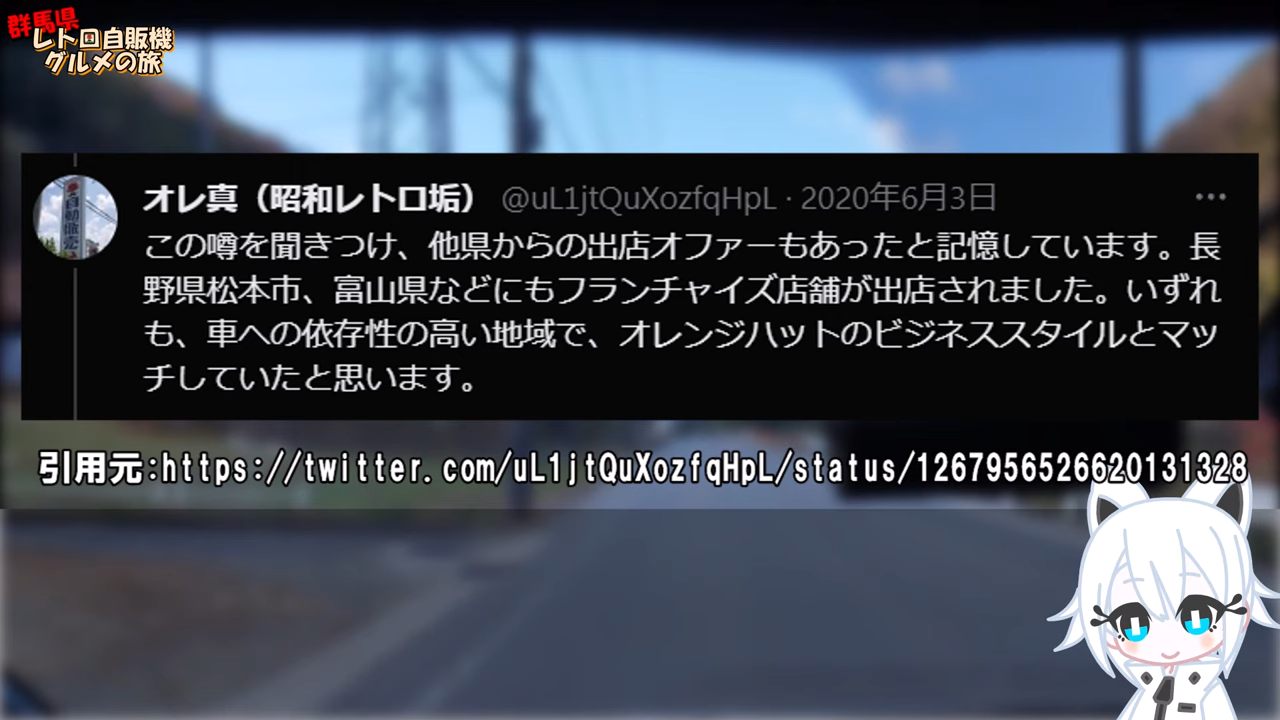 群馬県
レトロ自販機
グルメの旅
オレ真（昭和レトロ垢） @uL1jtQuXozfqHpL · 2020年6月3日
この噂を聞きつけ、他県からの出店オファーもあったと記憶しています。長
野県松本市、富山県などにもフランチャイズ店舗が出店されました。いずれ
も、車への依存性の高い地域で、オレンジハットのビジネススタイルとマッ
チしていたと思います。
引用元:https://twitter.com/uL1jtQuXozfqHpL/status/1267956526620131328